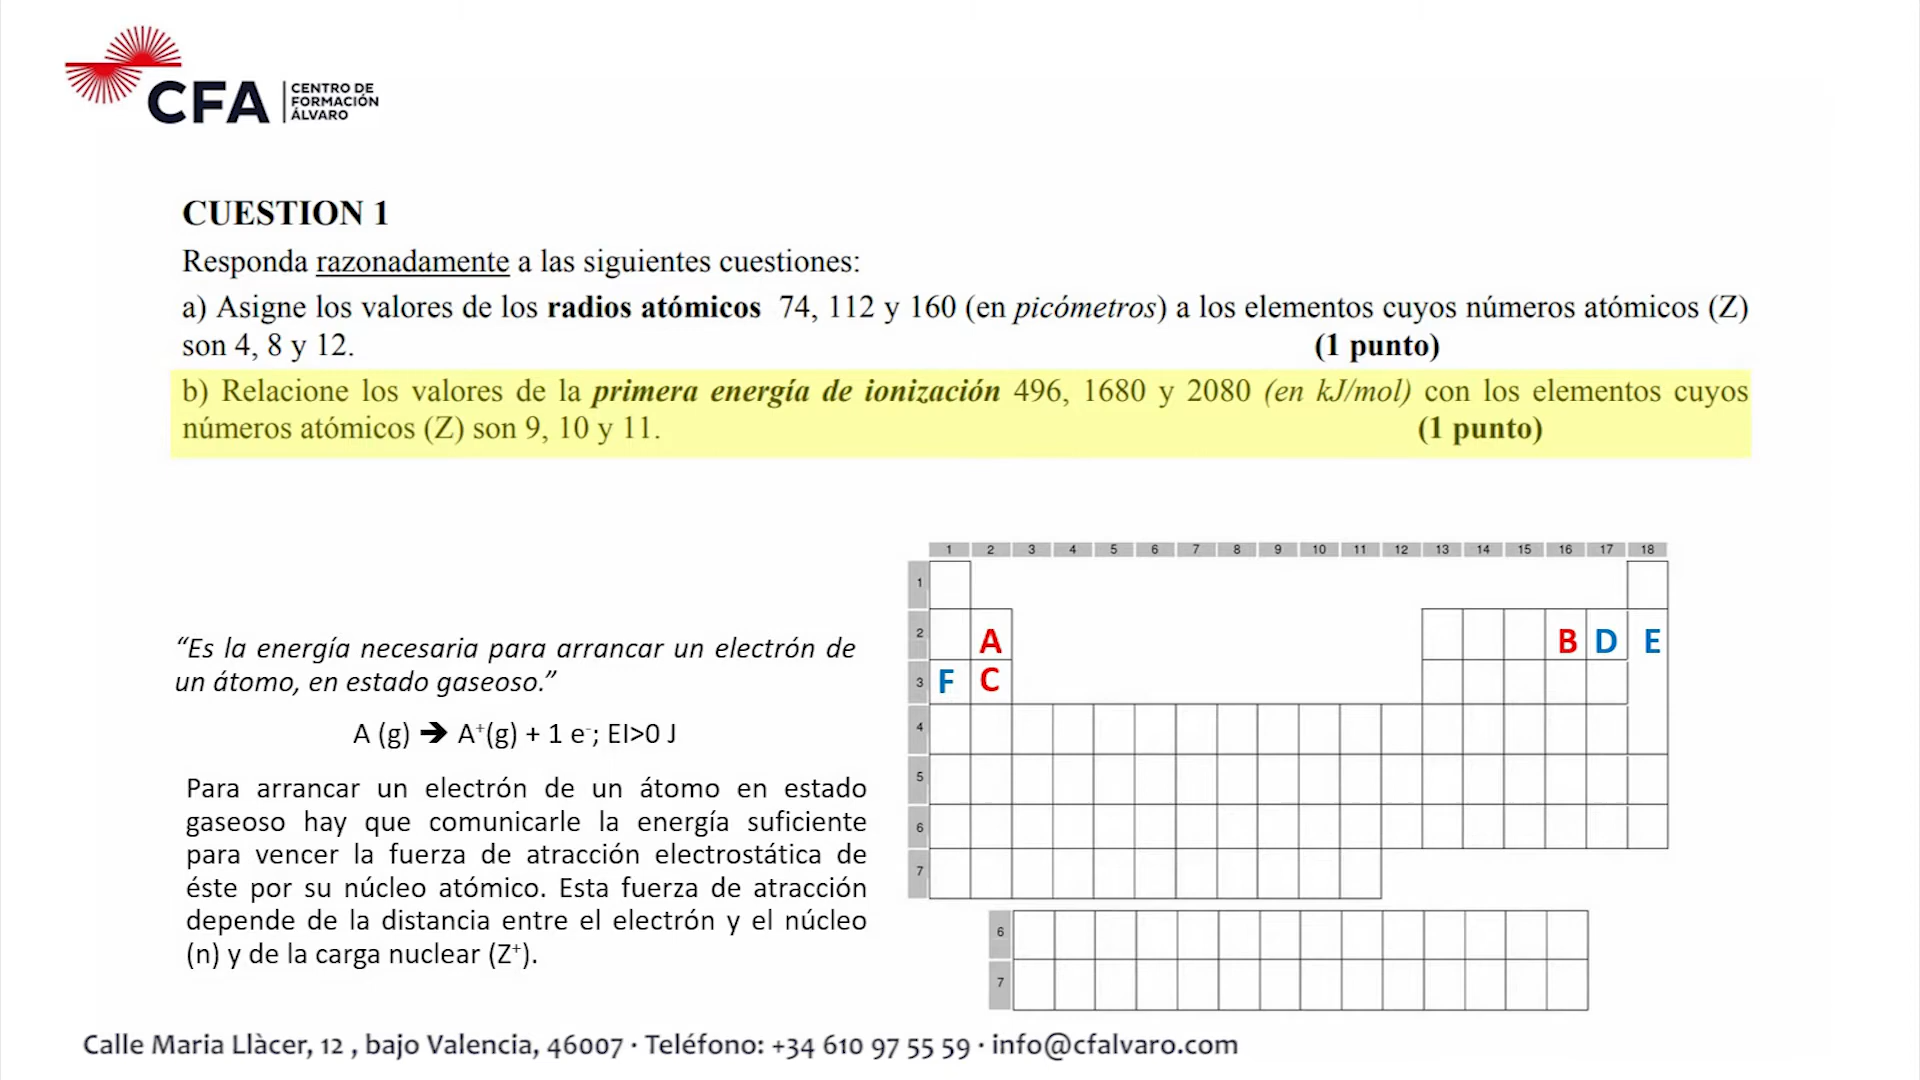 CFA
CENTRO DE
FORMACIÓN
ÁLVARO
CUESTION 1
Responda razonadamente a las siguientes cuestiones:
a) Asigne los valores de los radios atómicos 74, 112 y 160 (en picómetros) a los elementos cuyos números atómicos (Z)
son 4, 8 y 12. (1 punto)
b) Relacione los valores de la primera energía de ionización 496, 1680 y 2080 (en kJ/mol) con los elementos cuyos
números atómicos (Z) son 9, 10 y 11. (1 punto)
“Es la energía necesaria para arrancar un electrón de
un átomo, en estado gaseoso.”
A (g) ➔ A⁺(g) + 1 e⁻; EI>0 J
Para arrancar un electrón de un átomo en estado
gaseoso hay que comunicarle la energía suficiente
para vencer la fuerza de atracción electrostática de
éste por su núcleo atómico. Esta fuerza de atracción
depende de la distancia entre el electrón y el núcleo
(n) y de la carga nuclear (Z⁺).
1 2 3 4 5 6 7 8 9 10 11 12 13 14 15 16 17 18
1
2 A B D E
3 F C
4
5
6
7
6
7
Calle Maria Llàcer, 12 , bajo Valencia, 46007 · Teléfono: +34 610 97 55 59 · info@cfalvaro.com